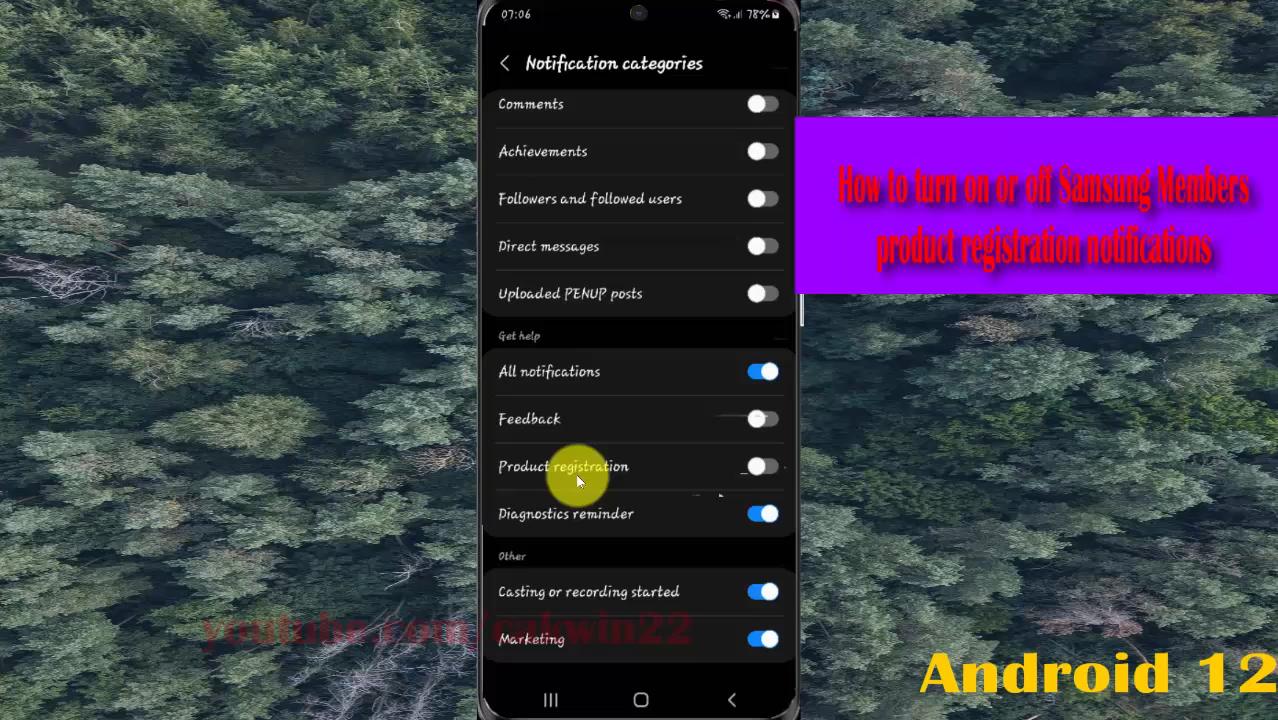 07:06
78%
Notification categories
Comments
Achievements
Followers and followed users
Direct messages
Uploaded PENUP posts
Get help
All notifications
Feedback
Product registration
Diagnostics reminder
Other
Casting or recording started
Marketing
How to turn on or off Samsung Members
product registration notifications
youtube.com/cakwin22
Android 12